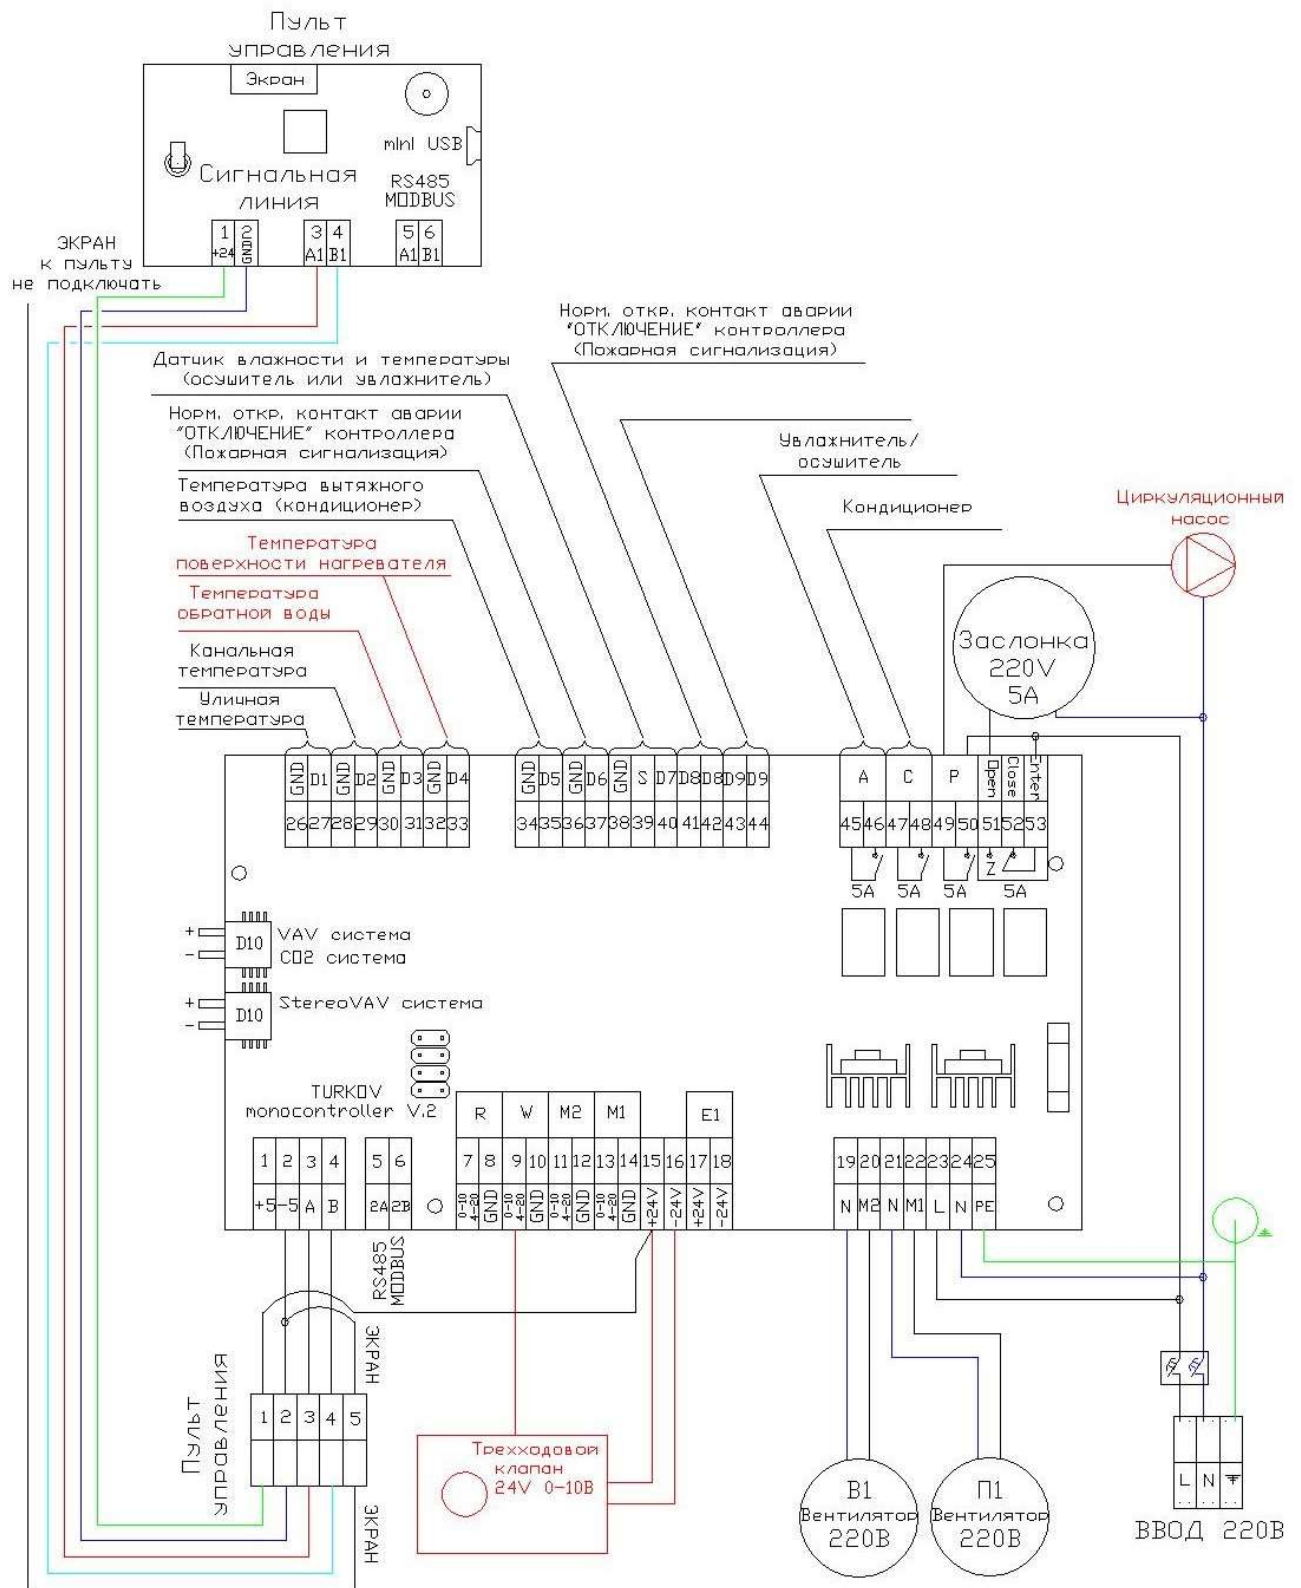 Пульт
управления
Экран
mini USB
Сигнальная
линия
RS485
MODBUS
1 2 3 4 5 6
+24 GND A1 B1 A1 B1
ЭКРАН
к пульту
не подключать
Норм. откр. контакт аварии
"ОТКЛЮЧЕНИЕ" контроллера
(Пожарная сигнализация)
Датчик влажности и температуры
(осушитель или увлажнитель)
Норм. откр. контакт аварии
"ОТКЛЮЧЕНИЕ" контроллера
(Пожарная сигнализация)
Увлажнитель/
осушитель
Температура вытяжного
воздуха (кондиционер)
Кондиционер
Циркуляционный
насос
Температура
поверхности нагревателя
Температура
обратной воды
Заслонка
220V
5A
Канальная
температура
Уличная
температура
GND D1 GND D2 GND D3 GND D4
26 27 28 29 30 31 32 33
GND D5 GND D6 GND S D7 D8 D8 D9 D9
34 35 36 37 38 39 40 41 42 43 44
A C P Open Close Enter
45 46 47 48 49 50 51 52 53
Z
5A 5A 5A 5A
+ D10 VAV система
- CO2 система
+ D10 StereoVAV система
-
TURKOV
monocontroller V.2
R W M2 M1 E1
1 2 3 4 5 6
+5 -5 A B 2A 2B
7 8 9 10 11 12 13 14 15 16 17 18
0-10 4-20 GND 0-10 4-20 GND 0-10 4-20 GND 0-10 4-20 GND +24V -24V +24V -24V
19 20 21 22 23 24 25
N M2 N M1 L N PE
RS485
MODBUS
ЭКРАН
Пульт
управления
1 2 3 4 5
ЭКРАН
Трехходовой
клапан
24V 0-10В
В1
Вентилятор
220В
П1
Вентилятор
220В
L N
ВВОД 220В